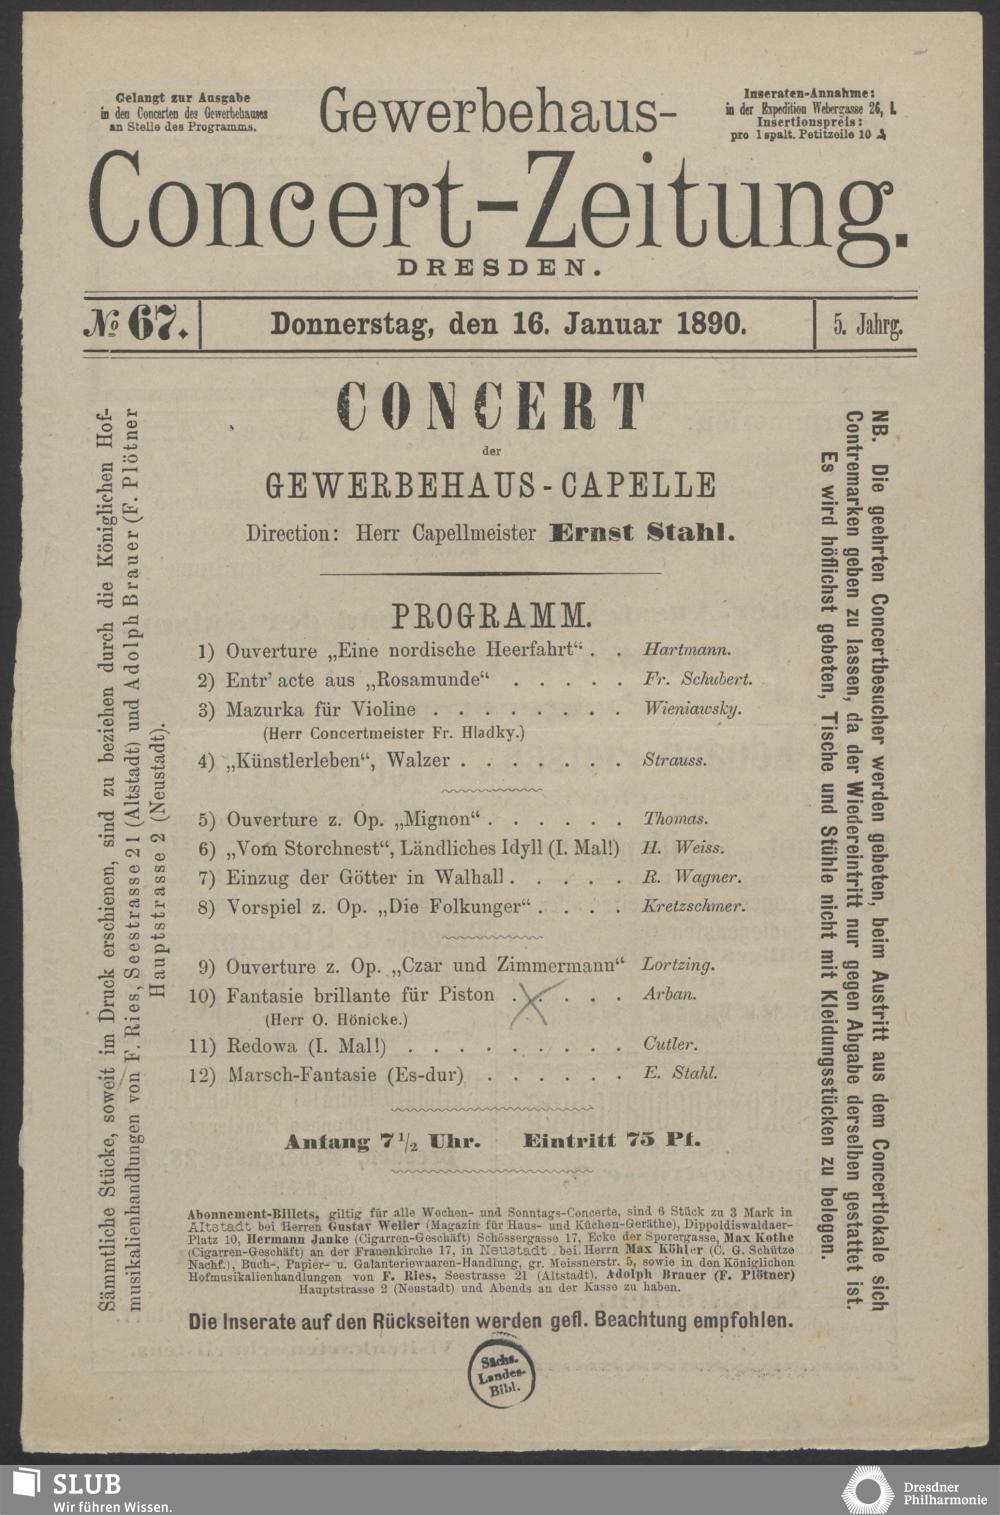 Gelangt zur Ausgabe
in den Concerten des Gewerbehauses
an Stelle des Programms.
Gewerbehaus-
Inseraten-Annahme:
in der Expedition Webergasse 26, I.
Insertionspreis:
pro 1 spalt. Petitzeile 10 ₰
Concert-Zeitung.
DRESDEN.
№ 67.
Donnerstag, den 16. Januar 1890.
5. Jahrg.
Sämmtliche Stücke, soweit im Druck erschienen, sind zu beziehen durch die Königlichen Hof-
musikalienhandlungen von F. Ries, Seestrasse 21 (Altstadt) und Adolph Brauer (F. Plötner
Hauptstrasse 2 (Neustadt).
CONCERT
der
GEWERBEHAUS-CAPELLE
Direction: Herr Capellmeister Ernst Stahl.
PROGRAMM.
1) Ouverture „Eine nordische Heerfahrt“ . . Hartmann.
2) Entr' acte aus „Rosamunde“ . . . . . Fr. Schubert.
3) Mazurka für Violine . . . . . . . . Wieniawsky.
(Herr Concertmeister Fr. Hladky.)
4) „Künstlerleben“, Walzer . . . . . . . Strauss.
5) Ouverture z. Op. „Mignon“ . . . . . . Thomas.
6) „Vom Storchnest“, Ländliches Idyll (I. Mal!) H. Weiss.
7) Einzug der Götter in Walhall . . . . . R. Wagner.
8) Vorspiel z. Op. „Die Folkunger“ . . . . Kretzschmer.
9) Ouverture z. Op. „Czar und Zimmermann“ Lortzing.
10) Fantasie brillante für Piston . . . . . Arban.
(Herr O. Hönicke.)
11) Redowa (I. Mal!) . . . . . . . . . Cutler.
12) Marsch-Fantasie (Es-dur) . . . . . . E. Stahl.
Anfang 7 1/2 Uhr. Eintritt 75 Pf.
Abonnement-Billets, giltig für alle Wochen- und Sonntags-Concerte, sind 6 Stück zu 3 Mark in
Altstadt bei Herren Gustav Weller (Magazin für Haus- und Küchen-Geräthe), Dippoldiswaldaer-
Platz 10, Hermann Janke (Cigarren-Geschäft) Schössergasse 17, Ecke der Sporergasse, Max Kothe
(Cigarren-Geschäft) an der Frauenkirche 17, in Neustadt bei Herrn Max Köhler (C. G. Schütze
Nachf.), Buch-, Papier- u. Galanteriewaaren-Handlung, gr. Meissnerstr. 5, sowie in den Königlichen
Hofmusikalienhandlungen von F. Ries, Seestrasse 21 (Altstadt), Adolph Brauer (F. Plötner)
Hauptstrasse 2 (Neustadt) und Abends an der Kasse zu haben.
Die Inserate auf den Rückseiten werden gefl. Beachtung empfohlen.
NB. Die geehrten Concertbesucher werden gebeten, beim Austritt aus dem Concertlokale sich
Contremarken geben zu lassen, da der Wiedereintritt nur gegen Abgabe derselben gestattet ist.
Es wird höflichst gebeten, Tische und Stühle nicht mit Kleidungsstücken zu belegen.
Sächs.
Landes-
Bibl.
SLUB
Wir führen Wissen.
Dresdner
Philharmonie